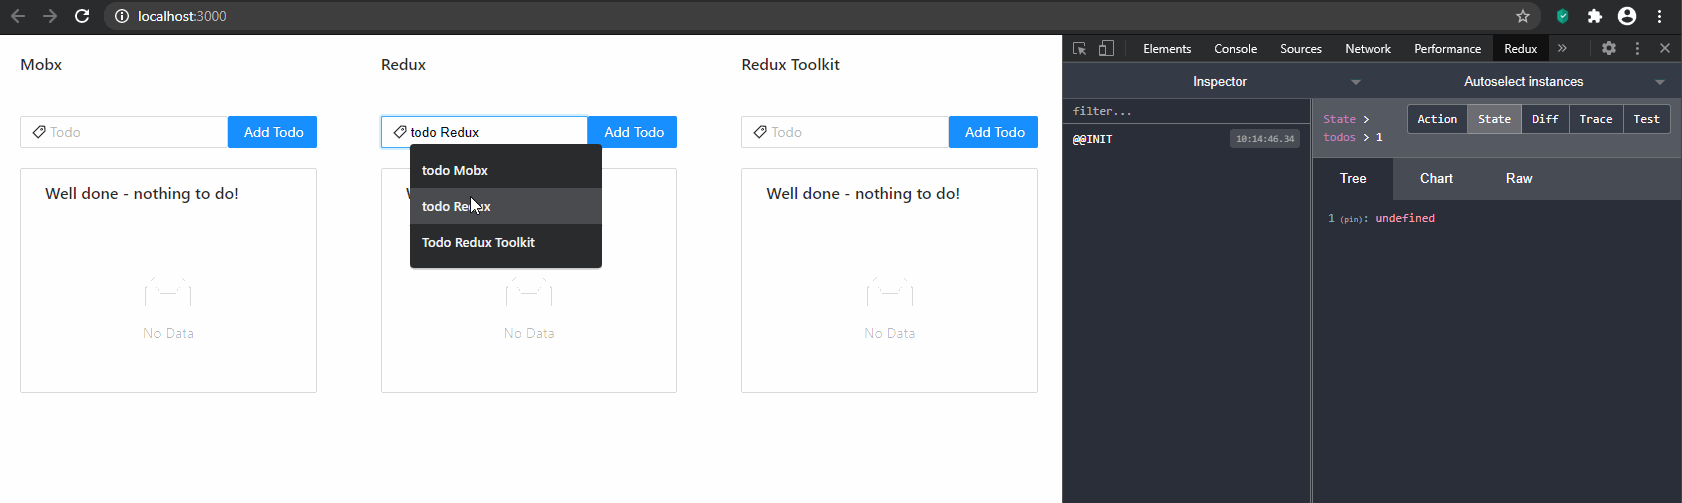 localhost:3000
Mobx
Redux
Redux Toolkit
Todo
Add Todo
todo Redux
Add Todo
Todo
Add Todo
todo Mobx
todo Redux
Todo Redux Toolkit
Well done - nothing to do!
No Data
No Data
Well done - nothing to do!
No Data
Elements
Console
Sources
Network
Performance
Redux
»
Inspector
Autoselect instances
filter...
@@INIT
10:14:46.34
State >
todos > 1
Action
State
Diff
Trace
Test
Tree
Chart
Raw
1 (pin): undefined